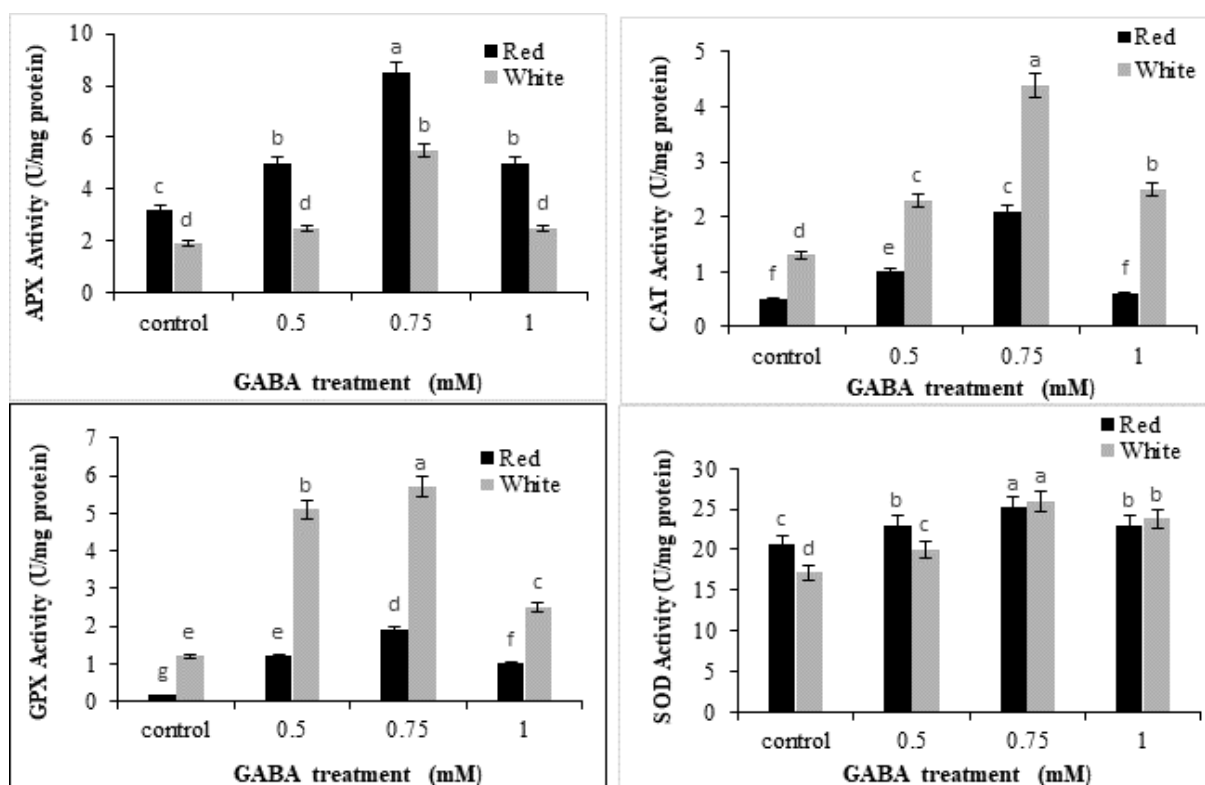 APX Avtivity (U/mg protein)
10
8
6
4
2
0
Red
White
c
d
b
d
a
b
b
d
control
0.5
0.75
1
GABA treatment (mM)
CAT Activity (U/mg protein)
5
4
3
2
1
0
Red
White
f
d
e
c
c
a
f
b
control
0.5
0.75
1
GABA treatment (mM)
GPX Activity (U/mg protein)
7
6
5
4
3
2
1
0
Red
White
g
e
e
b
d
a
f
c
control
0.5
0.75
1
GABA treatment (mM)
SOD Activity (U/mg protein)
30
25
20
15
10
5
0
Red
White
c
d
b
c
a
a
b
b
control
0.5
0.75
1
GABA treatment (mM)